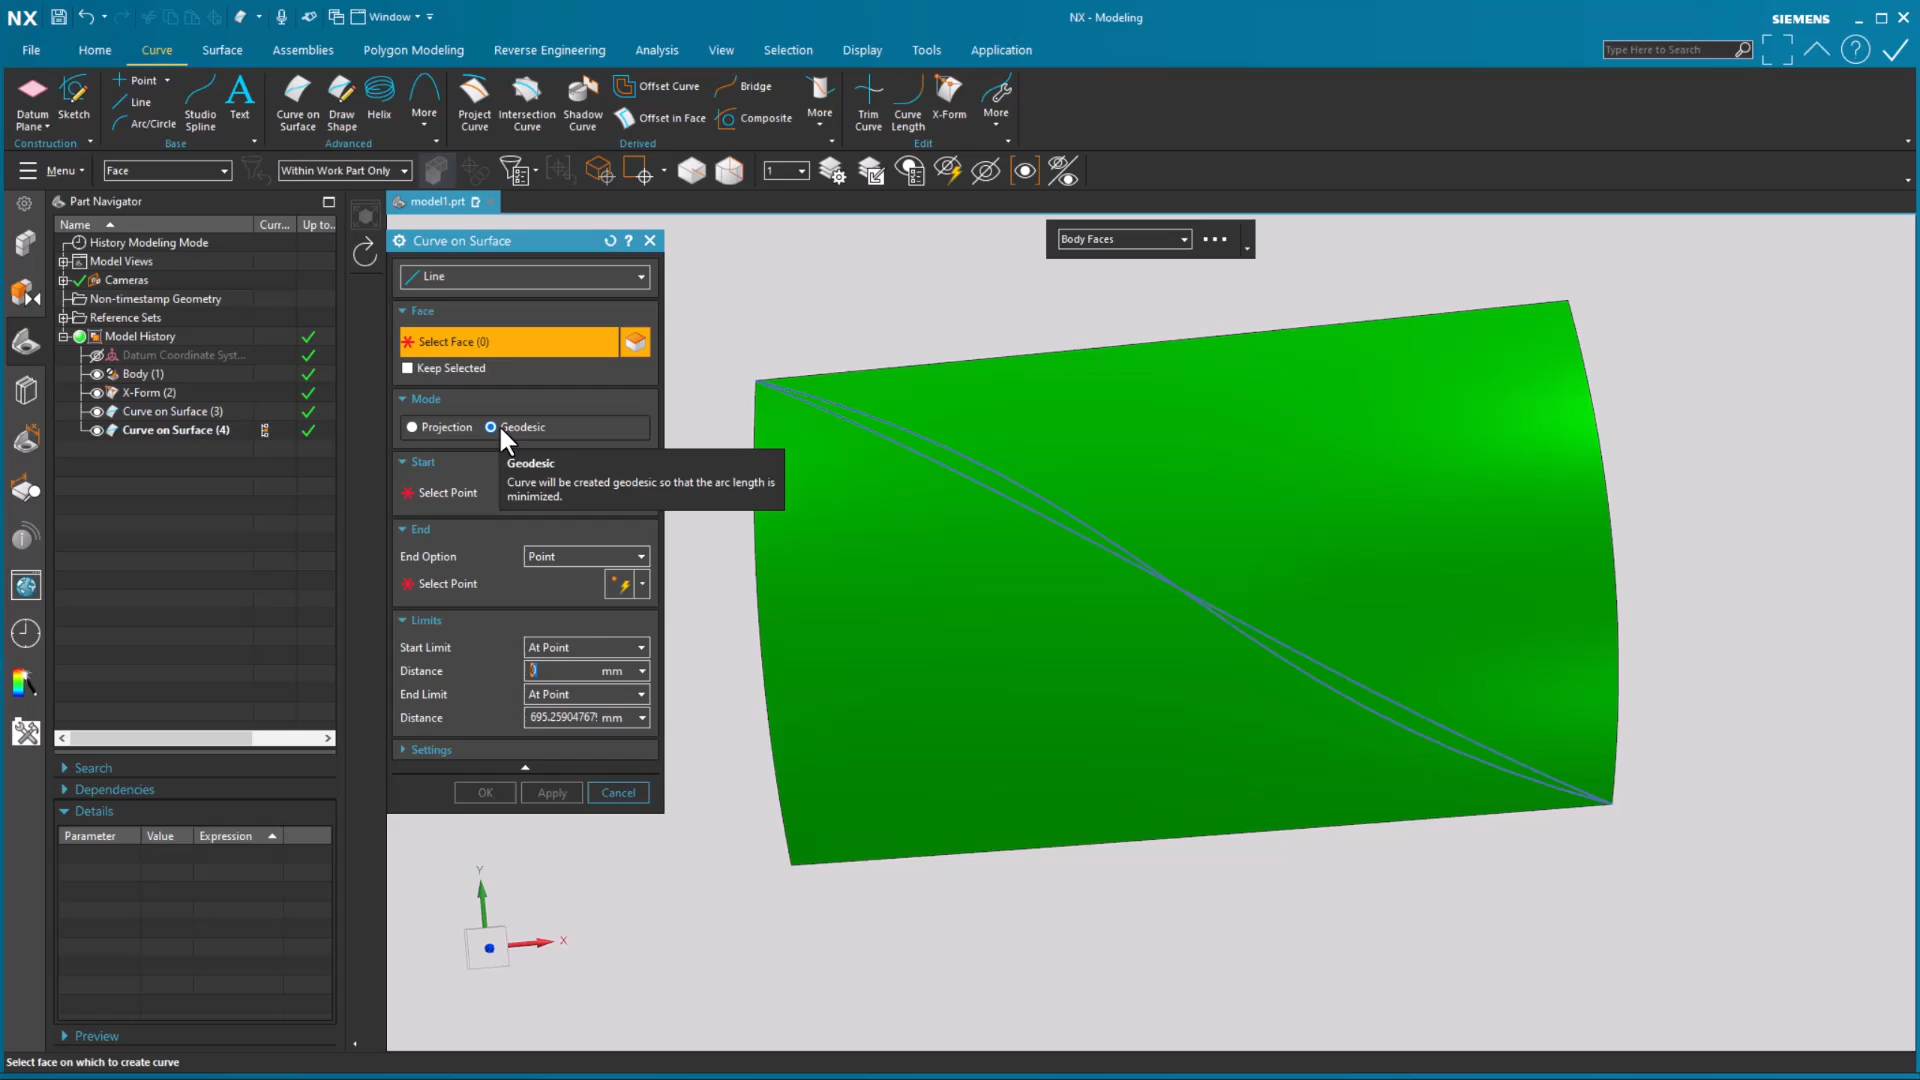 NX
Window
NX - Modeling
SIEMENS
File
Home
Curve
Surface
Assemblies
Polygon Modeling
Reverse Engineering
Analysis
View
Selection
Display
Tools
Application
Type Here to Search
Datum
Plane
Sketch
Point
Line
Arc/Circle
Studio
Spline
Text
Curve on
Surface
Draw
Shape
Helix
More
Project
Curve
Intersection
Curve
Shadow
Curve
Offset Curve
Offset in Face
Bridge
Composite
More
Trim
Curve
Curve
Length
X-Form
More
Construction
Base
Advanced
Derived
Edit
Menu
Face
Within Work Part Only
1
Part Navigator
Name
Curr...
Up to..
History Modeling Mode
Model Views
Cameras
Non-timestamp Geometry
Reference Sets
Model History
Datum Coordinate Syst...
Body (1)
X-Form (2)
Curve on Surface (3)
Curve on Surface (4)
Search
Dependencies
Details
Parameter
Value
Expression
Preview
model1.prt
Curve on Surface
Line
Face
Select Face (0)
Keep Selected
Mode
Projection
Geodesic
Geodesic
Curve will be created geodesic so that the arc length is
minimized.
Start
Select Point
End
End Option
Point
Select Point
Limits
Start Limit
At Point
Distance
0
mm
End Limit
At Point
Distance
695.25904767
mm
Settings
OK
Apply
Cancel
Body Faces
Y
X
Select face on which to create curve